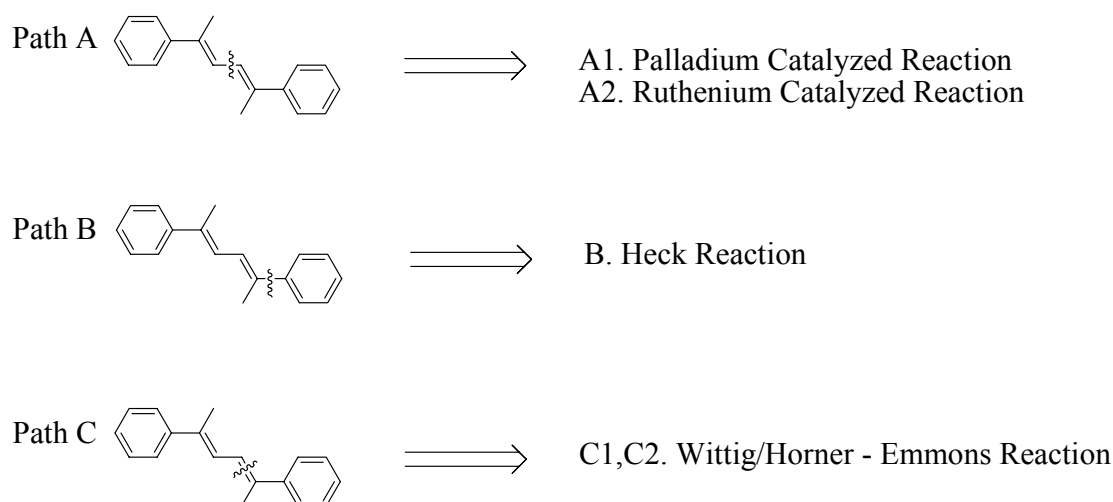 Path A
A1. Palladium Catalyzed Reaction
A2. Ruthenium Catalyzed Reaction
Path B
B. Heck Reaction
Path C
C1,C2. Wittig/Horner - Emmons Reaction